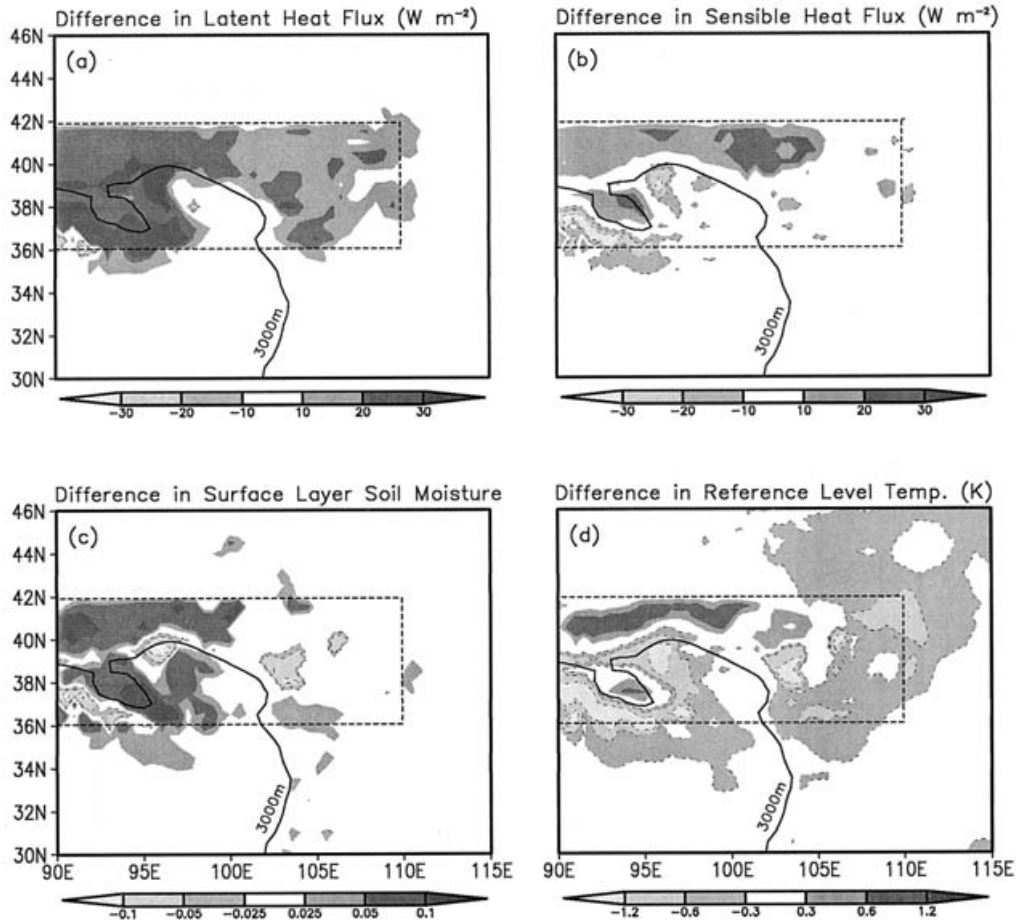 Difference in Latent Heat Flux (W m⁻²)
46N
44N
42N
40N
38N
36N
34N
32N
30N
(a)
3000m
-30 -20 -10 10 20 30
Difference in Sensible Heat Flux (W m⁻²)
(b)
3000m
-30 -20 -10 10 20 30
Difference in Surface Layer Soil Moisture
46N
44N
42N
40N
38N
36N
34N
32N
30N
(c)
3000m
90E 95E 100E 105E 110E 115E
-0.1 -0.05 -0.025 0.025 0.05 0.1
Difference in Reference Level Temp. (K)
(d)
3000m
90E 95E 100E 105E 110E 115E
-1.2 -0.6 -0.3 0.3 0.6 1.2